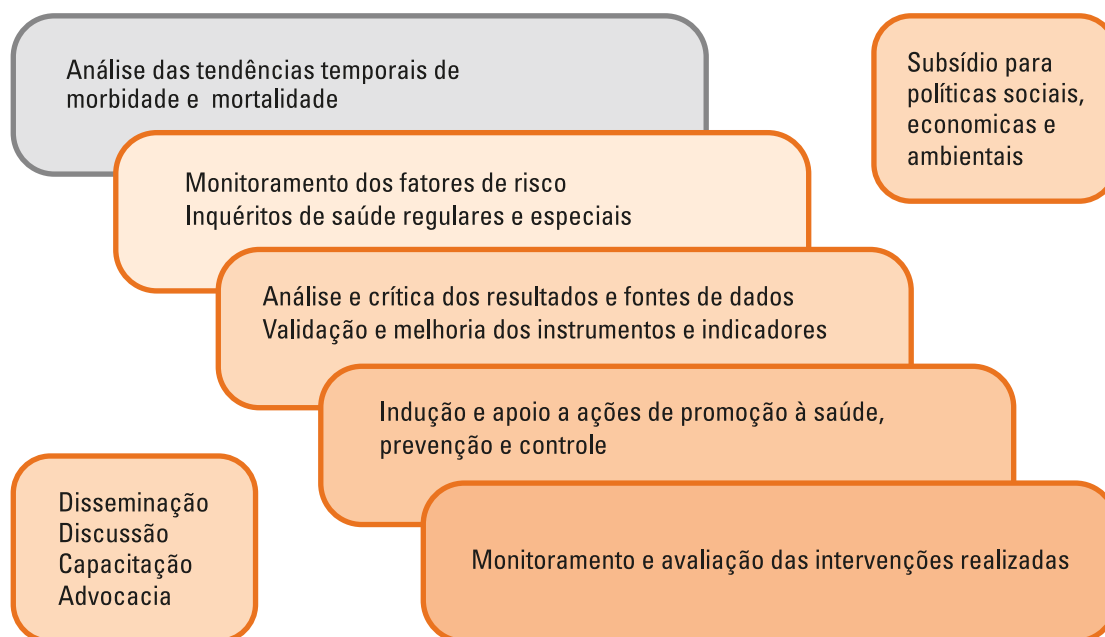 Análise das tendências temporais de
morbidade e mortalidade
Subsídio para
políticas sociais,
economicas e
ambientais
Monitoramento dos fatores de risco
Inquéritos de saúde regulares e especiais
Análise e crítica dos resultados e fontes de dados
Validação e melhoria dos instrumentos e indicadores
Indução e apoio a ações de promoção à saúde,
prevenção e controle
Disseminação
Discussão
Capacitação
Advocacia
Monitoramento e avaliação das intervenções realizadas